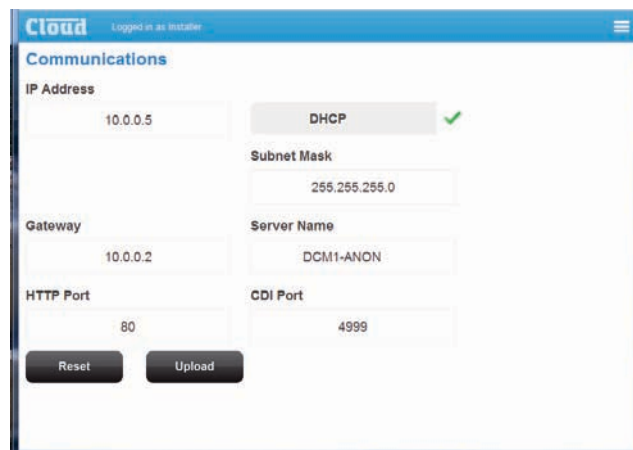 Cloud Logged in as Installer
Communications
IP Address
10.0.0.5 DHCP
Subnet Mask
255.255.255.0
Gateway Server Name
10.0.0.2 DCM1-ANON
HTTP Port CDI Port
80 4999
Reset Upload